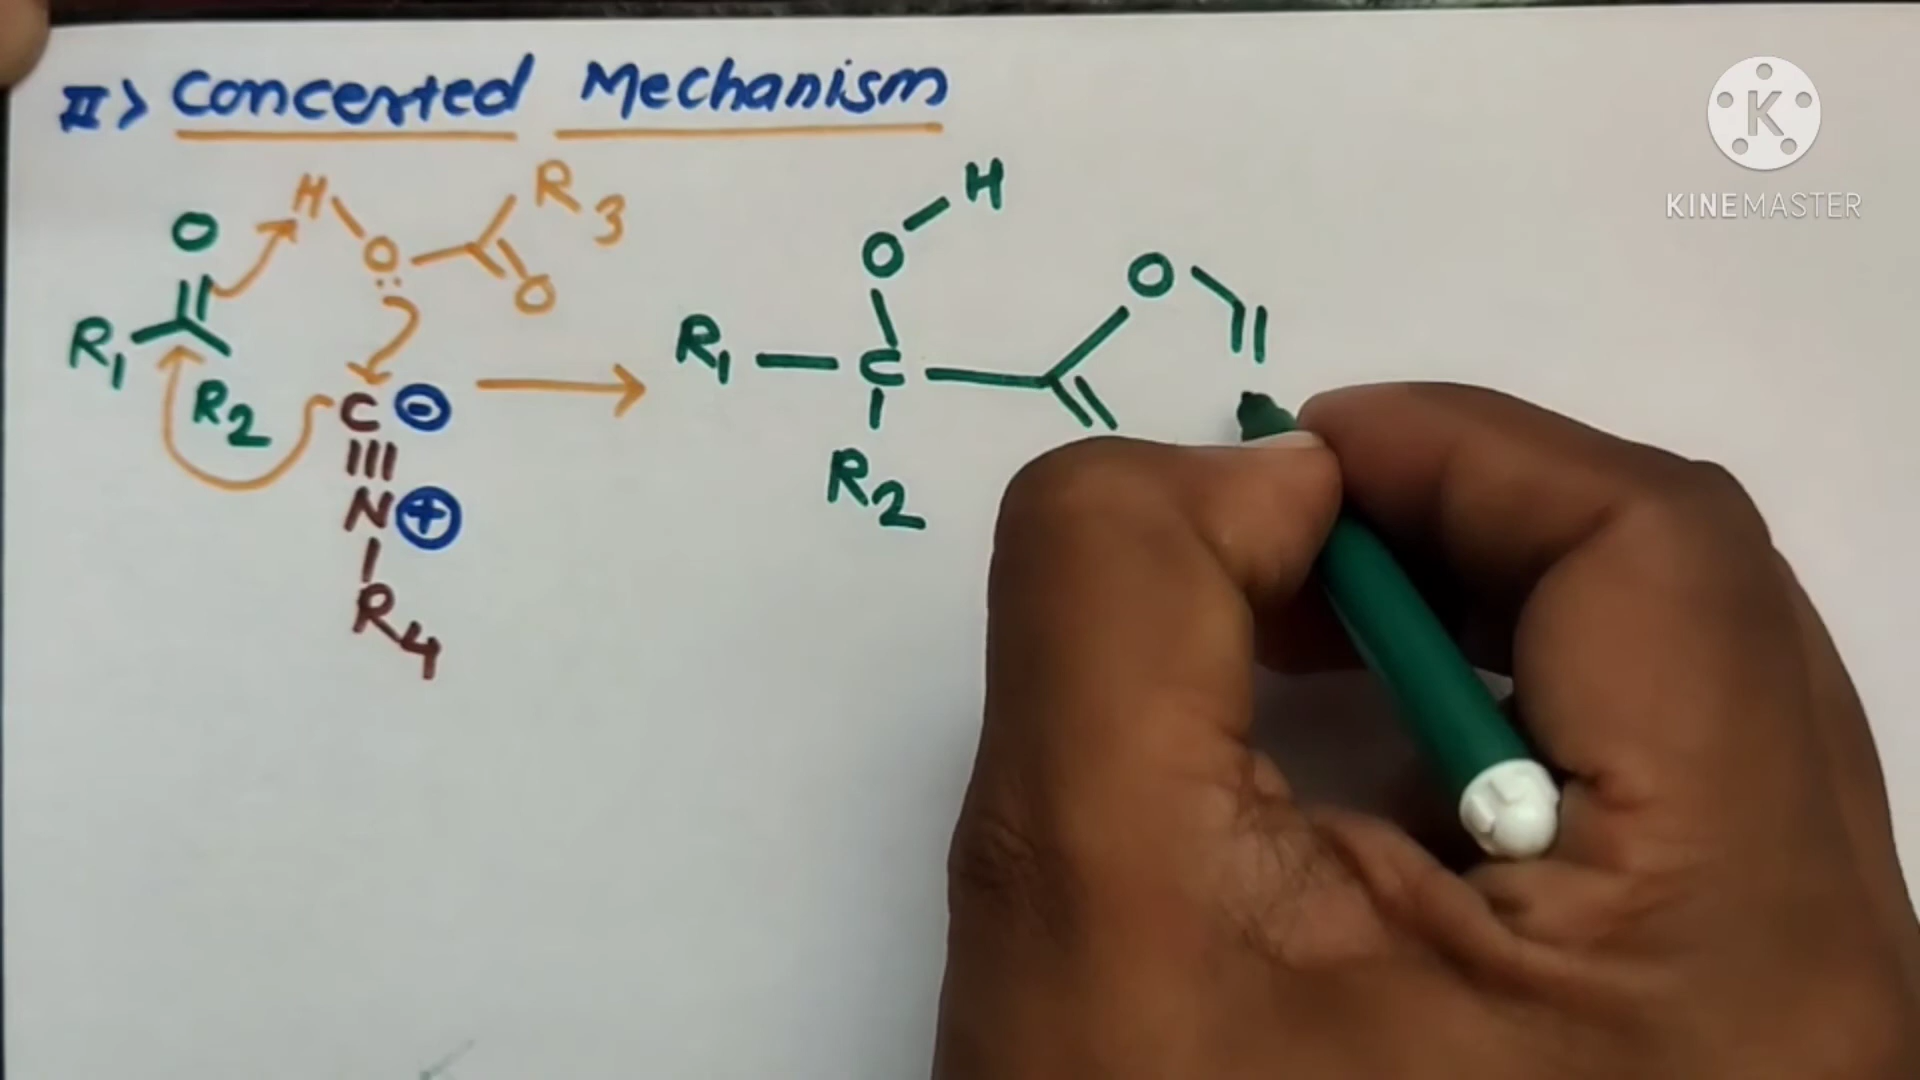 II> Concerted Mechanism
H
R3
O
O
O
R1
R2
C ⊖
N ⊕
R4
H
O
O
R1 C
R2
K
KINEMASTER